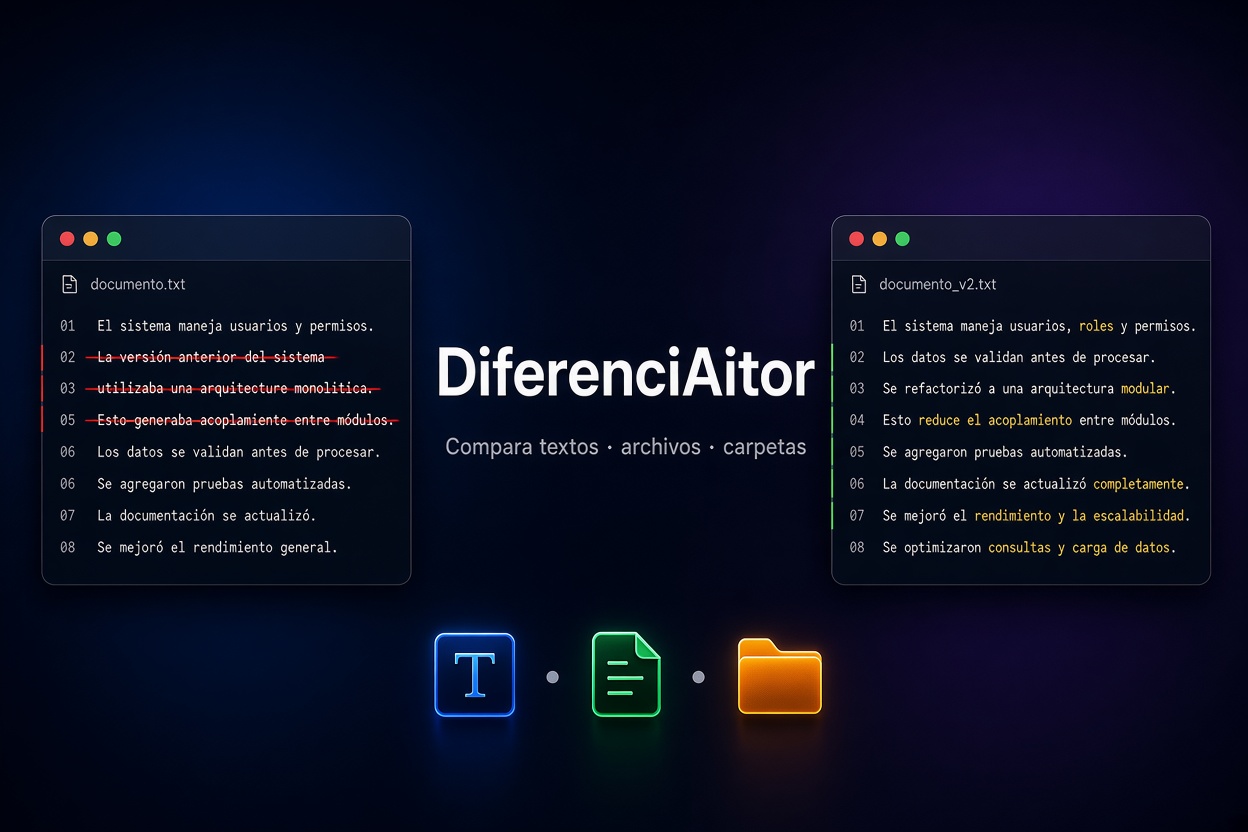 documento.txt
01 El sistema maneja usuarios y permisos.
02 La versión anterior del sistema
03 utilizaba una arquitecture monolitica.
05 Esto generaba acoplamiente entre módulos.
06 Los datos se validan antes de procesar.
06 Se agregaron pruebas automatizadas.
07 La documentación se actualizó.
08 Se mejoró el rendimiento general.
DiferenciAitor
Compara textos · archivos · carpetas
documento_v2.txt
01 El sistema maneja usuarios, roles y permisos.
02 Los datos se validan antes de procesar.
03 Se refactorizó a una arquitectura modular.
04 Esto reduce el acoplamiento entre módulos.
05 Se agregaron pruebas automatizadas.
06 La documentación se actualizó completamente.
07 Se mejoró el rendimiento y la escalabilidad.
08 Se optimizaron consultas y carga de datos.
T